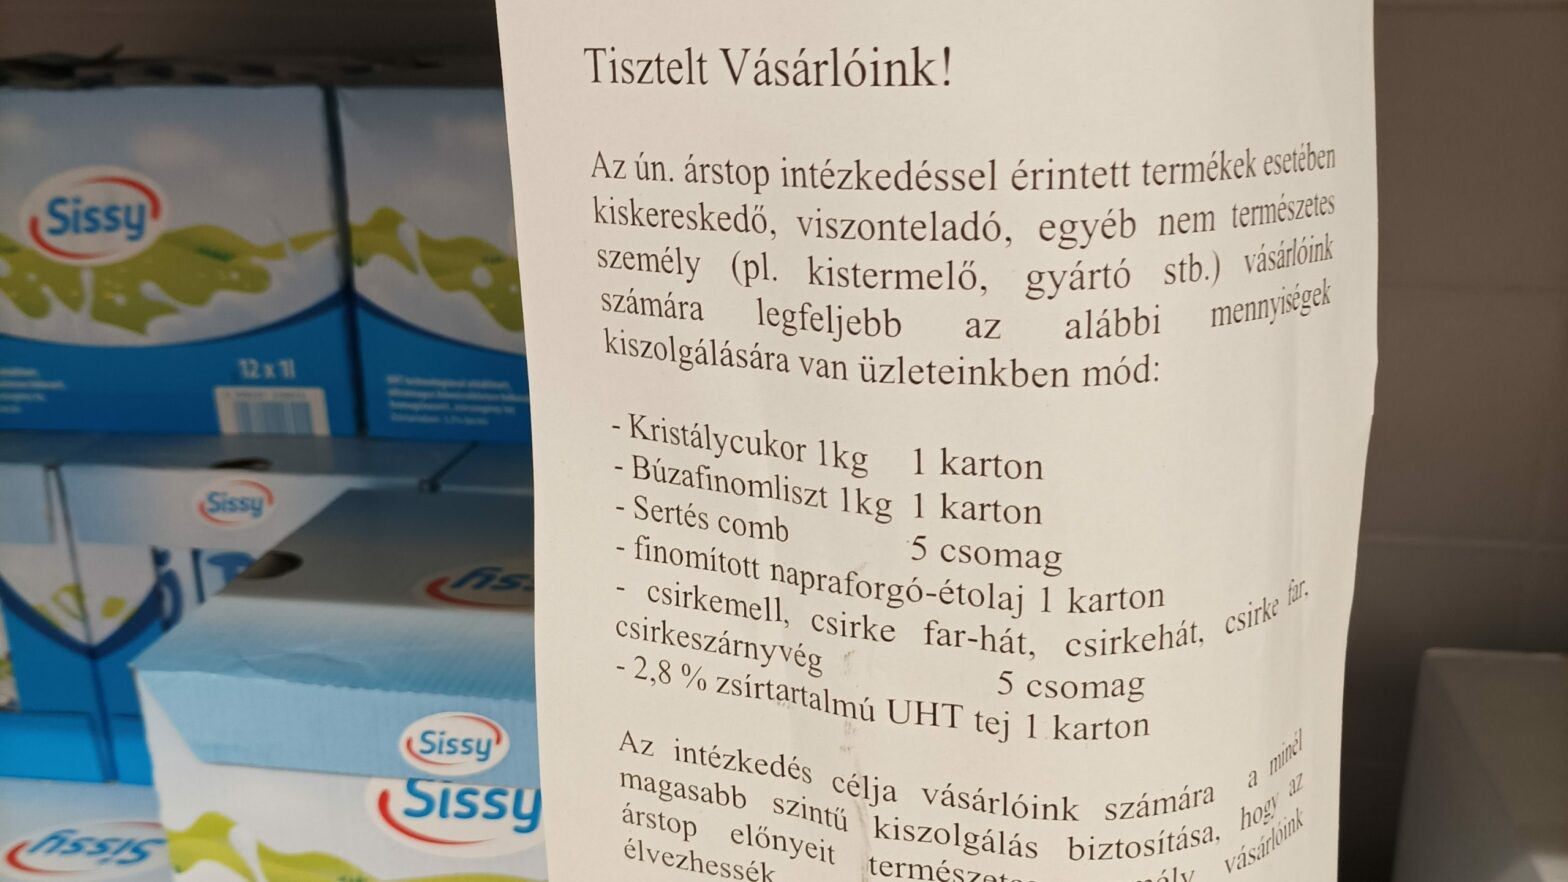 Tisztelt Vásárlóink!
Az ún. árstop intézkedéssel érintett termékek esetében
kiskereskedő, viszonteladó, egyéb nem természetes
személy (pl. kistermelő, gyártó stb.) vásárlóink
számára legfeljebb az alábbi mennyiségek
kiszolgálására van üzleteinkben mód:
- Kristálycukor 1kg 1 karton
- Búzafinomliszt 1kg 1 karton
- Sertés comb 5 csomag
- finomított napraforgó-étolaj 1 karton
- csirkemell, csirke far-hát, csirkehát, csirke far,
csirkeszárnyvég 5 csomag
- 2,8 % zsírtartalmú UHT tej 1 karton
Az intézkedés célja vásárlóink számára a minél
magasabb szintű kiszolgálás biztosítása, hogy az
árstop előnyeit vásárlóink
élvezhessék
Sissy
12 x 1l
Sissy
Sissy
Sissy
Sissy
Sissy